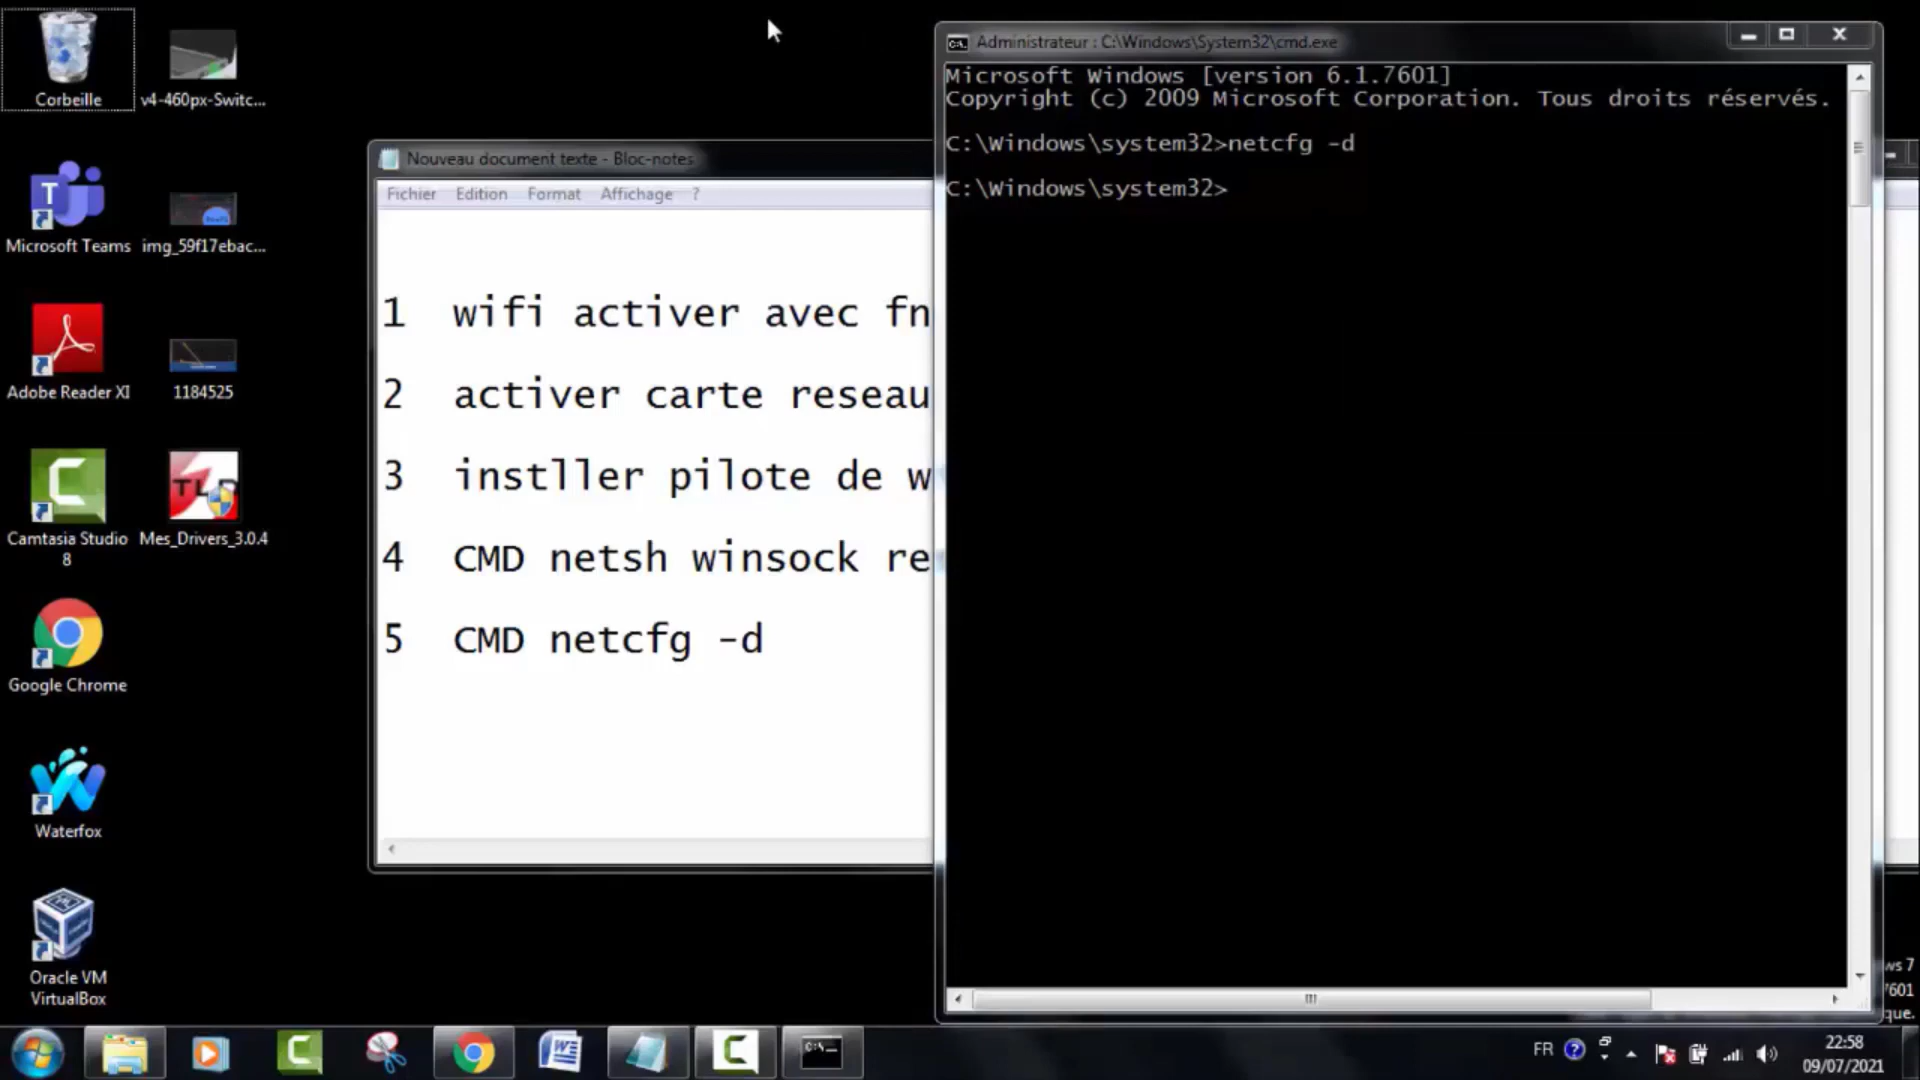 Corbeille
v4-460px-Switc...
Microsoft Teams
img_59f17ebac...
Adobe Reader XI
1184525
Camtasia Studio
8
Mes_Drivers_3.0.4
Google Chrome
Waterfox
Oracle VM
VirtualBox
Nouveau document texte - Bloc-notes
Fichier Edition Format Affichage ?
1 wifi activer avec fn
2 activer carte reseau
3 instller pilote de w
4 CMD netsh winsock re
5 CMD netcfg -d
Administrateur : C:\Windows\System32\cmd.exe
Microsoft Windows [version 6.1.7601]
Copyright (c) 2009 Microsoft Corporation. Tous droits réservés.
C:\Windows\system32>netcfg -d
C:\Windows\system32>
ws 7
7601
que.
FR
22:58
09/07/2021